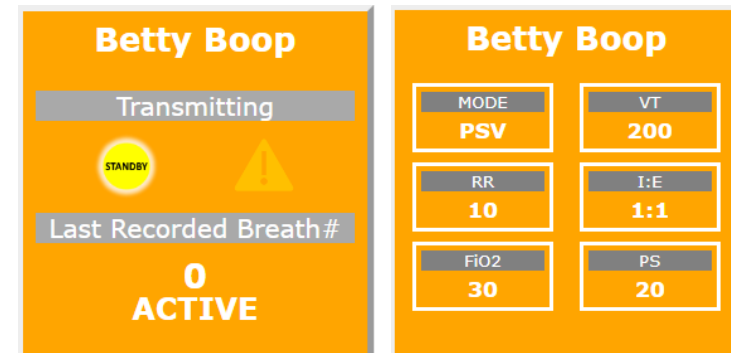 Betty Boop
Transmitting
STANDBY
Last Recorded Breath#
0
ACTIVE
Betty Boop
MODE VT
PSV 200
RR I:E
10 1:1
FiO2 PS
30 20